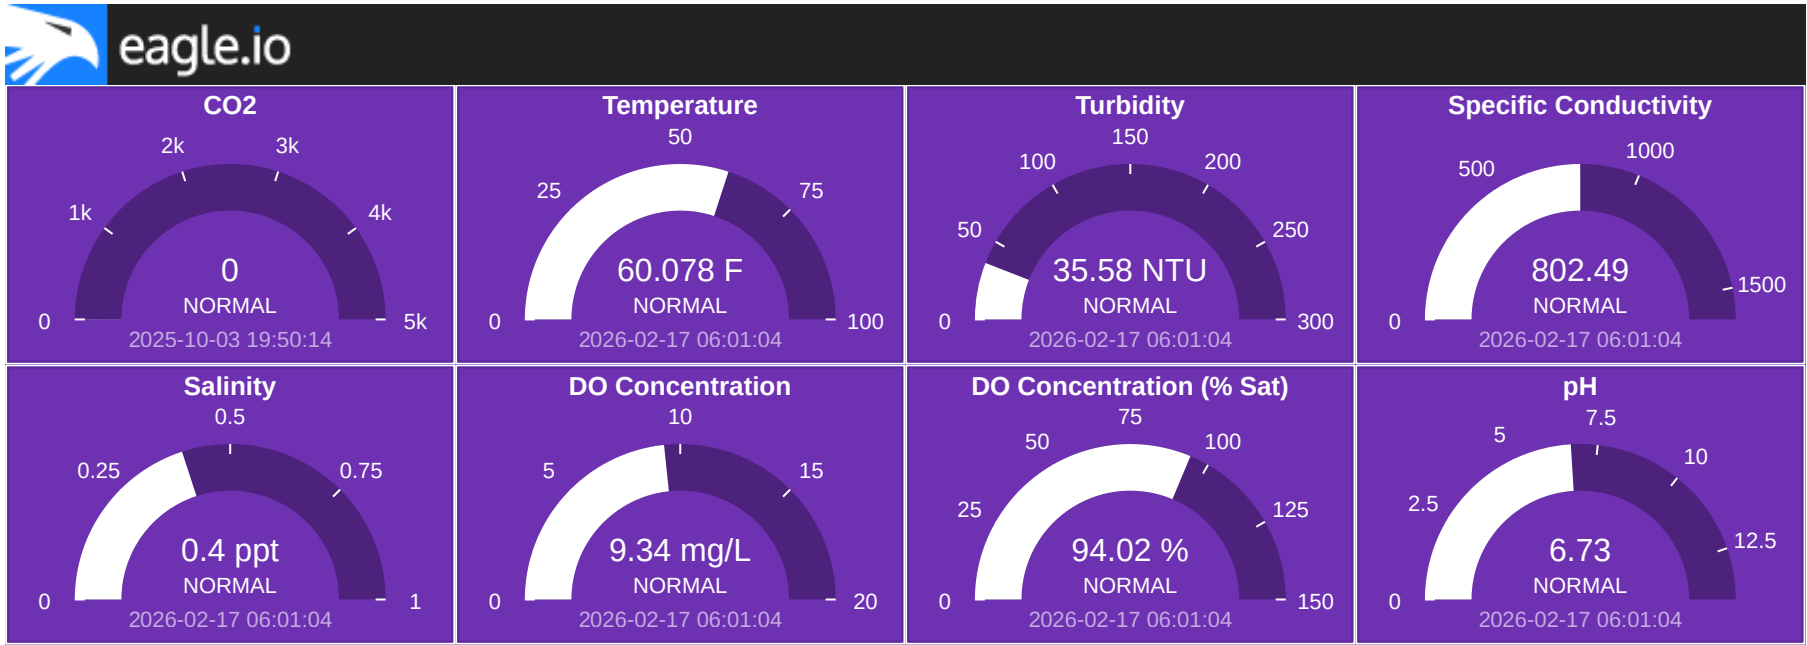 eagle.io
CO2
0
1k
2k
3k
4k
5k
0
NORMAL
2025-10-03 19:50:14
Temperature
0
25
50
75
100
60.078 F
NORMAL
2026-02-17 06:01:04
Turbidity
0
50
100
150
200
250
300
35.58 NTU
NORMAL
2026-02-17 06:01:04
Specific Conductivity
0
500
1000
1500
802.49
NORMAL
2026-02-17 06:01:04
Salinity
0
0.25
0.5
0.75
1
0.4 ppt
NORMAL
2026-02-17 06:01:04
DO Concentration
0
5
10
15
20
9.34 mg/L
NORMAL
2026-02-17 06:01:04
DO Concentration (% Sat)
0
25
50
75
100
125
150
94.02 %
NORMAL
2026-02-17 06:01:04
pH
0
2.5
5
7.5
10
12.5
6.73
NORMAL
2026-02-17 06:01:04